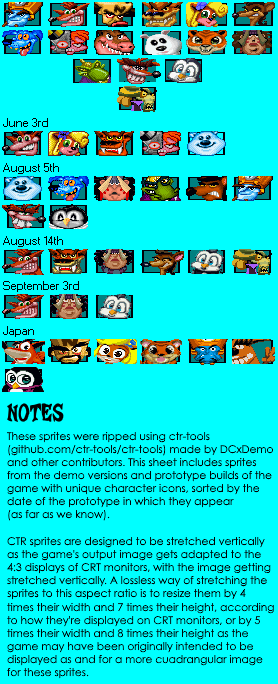 June 3rd
August 5th
August 14th
September 3rd
Japan
NOTES
These sprites were ripped using ctr-tools
(github.com/ctr-tools/ctr-tools) made by DCxDemo
and other contributors. This sheet includes sprites
from the demo versions and prototype builds of the
game with unique character icons, sorted by the
date of the prototype in which they appear
(as far as we know).
CTR sprites are designed to be stretched vertically
as the game's output image gets adapted to the
4:3 displays of CRT monitors, with the image getting
stretched vertically. A lossless way of stretching the
sprites to this aspect ratio is to resize them by 4
times their width and 7 times their height, according
to how they're displayed on CRT monitors, or by 5
times their width and 8 times their height as the
game may have been originally intended to be
displayed as and for a more cuadrangular image
for these sprites.